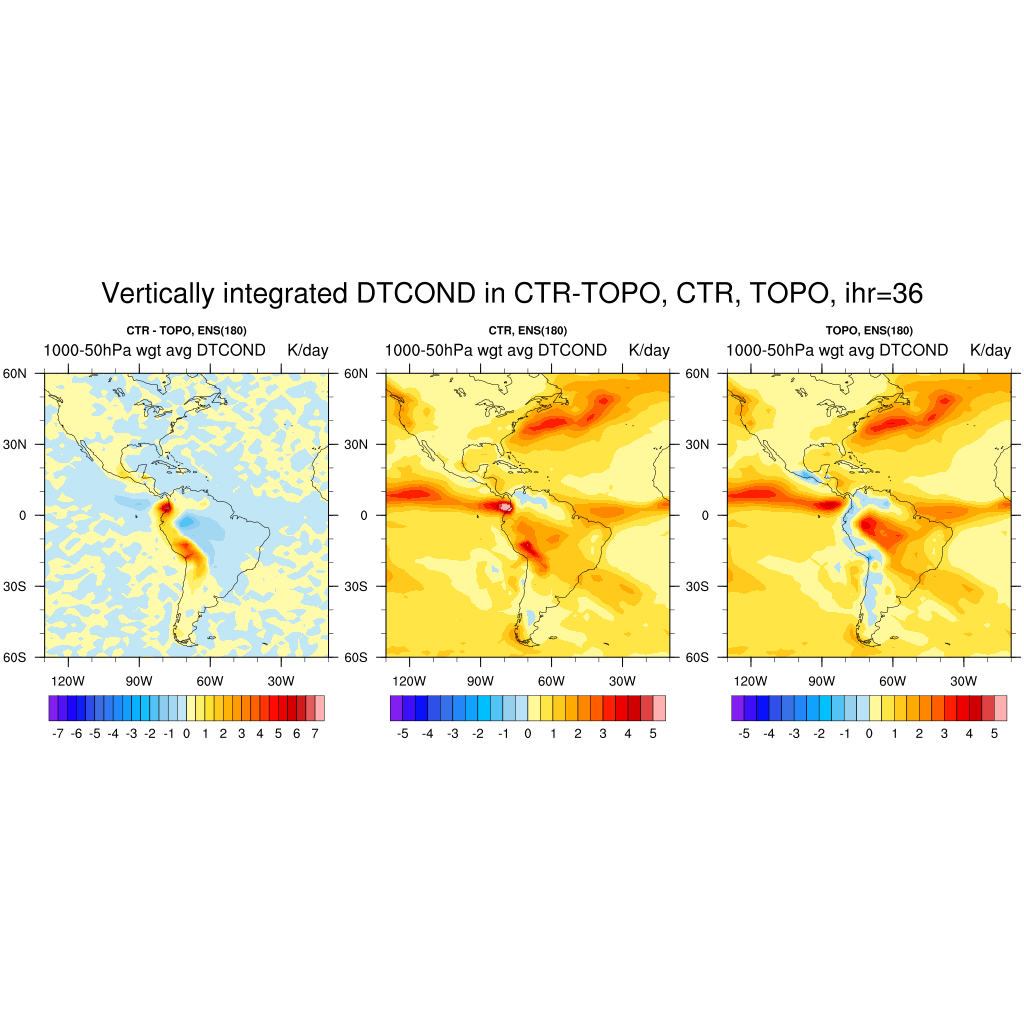 Vertically integrated DTCOND in CTR-TOPO, CTR, TOPO, ihr=36
CTR - TOPO, ENS(180)
1000-50hPa wgt avg DTCOND K/day
60N
30N
0
30S
60S
120W 90W 60W 30W
-7 -6 -5 -4 -3 -2 -1 0 1 2 3 4 5 6 7
CTR, ENS(180)
1000-50hPa wgt avg DTCOND K/day
60N
30N
0
30S
60S
120W 90W 60W 30W
-5 -4 -3 -2 -1 0 1 2 3 4 5
TOPO, ENS(180)
1000-50hPa wgt avg DTCOND K/day
60N
30N
0
30S
60S
120W 90W 60W 30W
-5 -4 -3 -2 -1 0 1 2 3 4 5